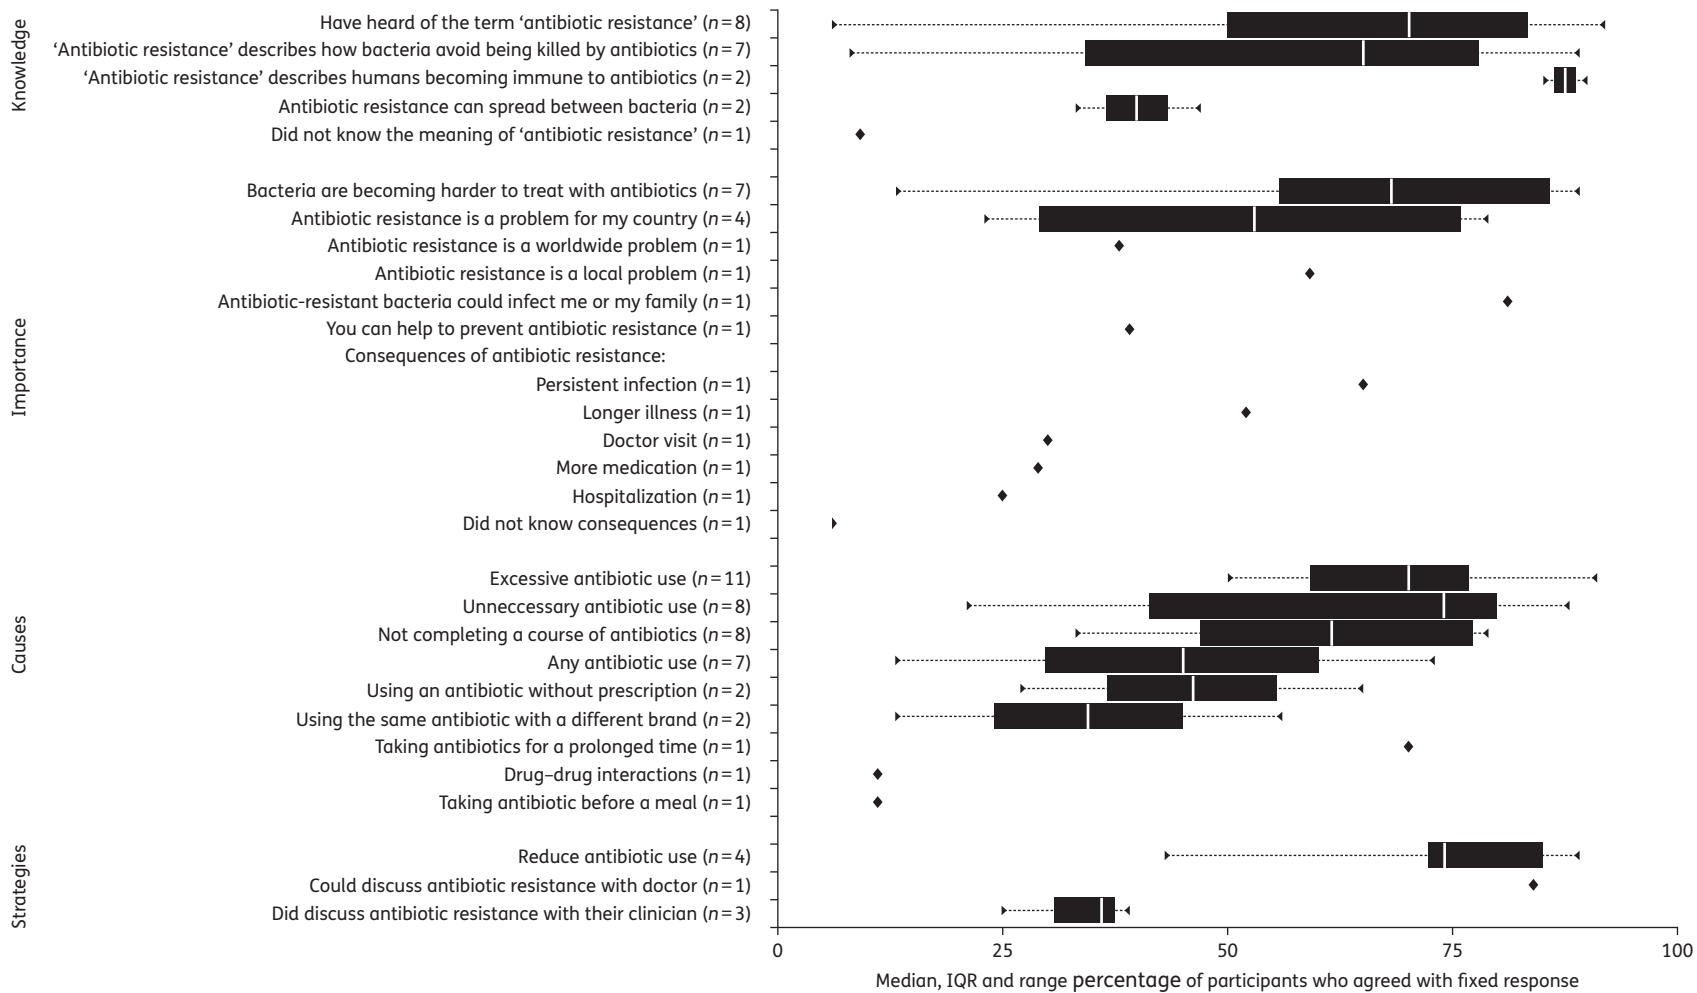 Knowledge
Have heard of the term ‘antibiotic resistance’ (n=8)
‘Antibiotic resistance’ describes how bacteria avoid being killed by antibiotics (n=7)
‘Antibiotic resistance’ describes humans becoming immune to antibiotics (n=2)
Antibiotic resistance can spread between bacteria (n=2)
Did not know the meaning of ‘antibiotic resistance’ (n=1)
Importance
Bacteria are becoming harder to treat with antibiotics (n=7)
Antibiotic resistance is a problem for my country (n=4)
Antibiotic resistance is a worldwide problem (n=1)
Antibiotic resistance is a local problem (n=1)
Antibiotic-resistant bacteria could infect me or my family (n=1)
You can help to prevent antibiotic resistance (n=1)
Consequences of antibiotic resistance:
Persistent infection (n=1)
Longer illness (n=1)
Doctor visit (n=1)
More medication (n=1)
Hospitalization (n=1)
Did not know consequences (n=1)
Causes
Excessive antibiotic use (n=11)
Unneccessary antibiotic use (n=8)
Not completing a course of antibiotics (n=8)
Any antibiotic use (n=7)
Using an antibiotic without prescription (n=2)
Using the same antibiotic with a different brand (n=2)
Taking antibiotics for a prolonged time (n=1)
Drug–drug interactions (n=1)
Taking antibiotic before a meal (n=1)
Strategies
Reduce antibiotic use (n=4)
Could discuss antibiotic resistance with doctor (n=1)
Did discuss antibiotic resistance with their clinician (n=3)
0 25 50 75 100
Median, IQR and range percentage of participants who agreed with fixed response